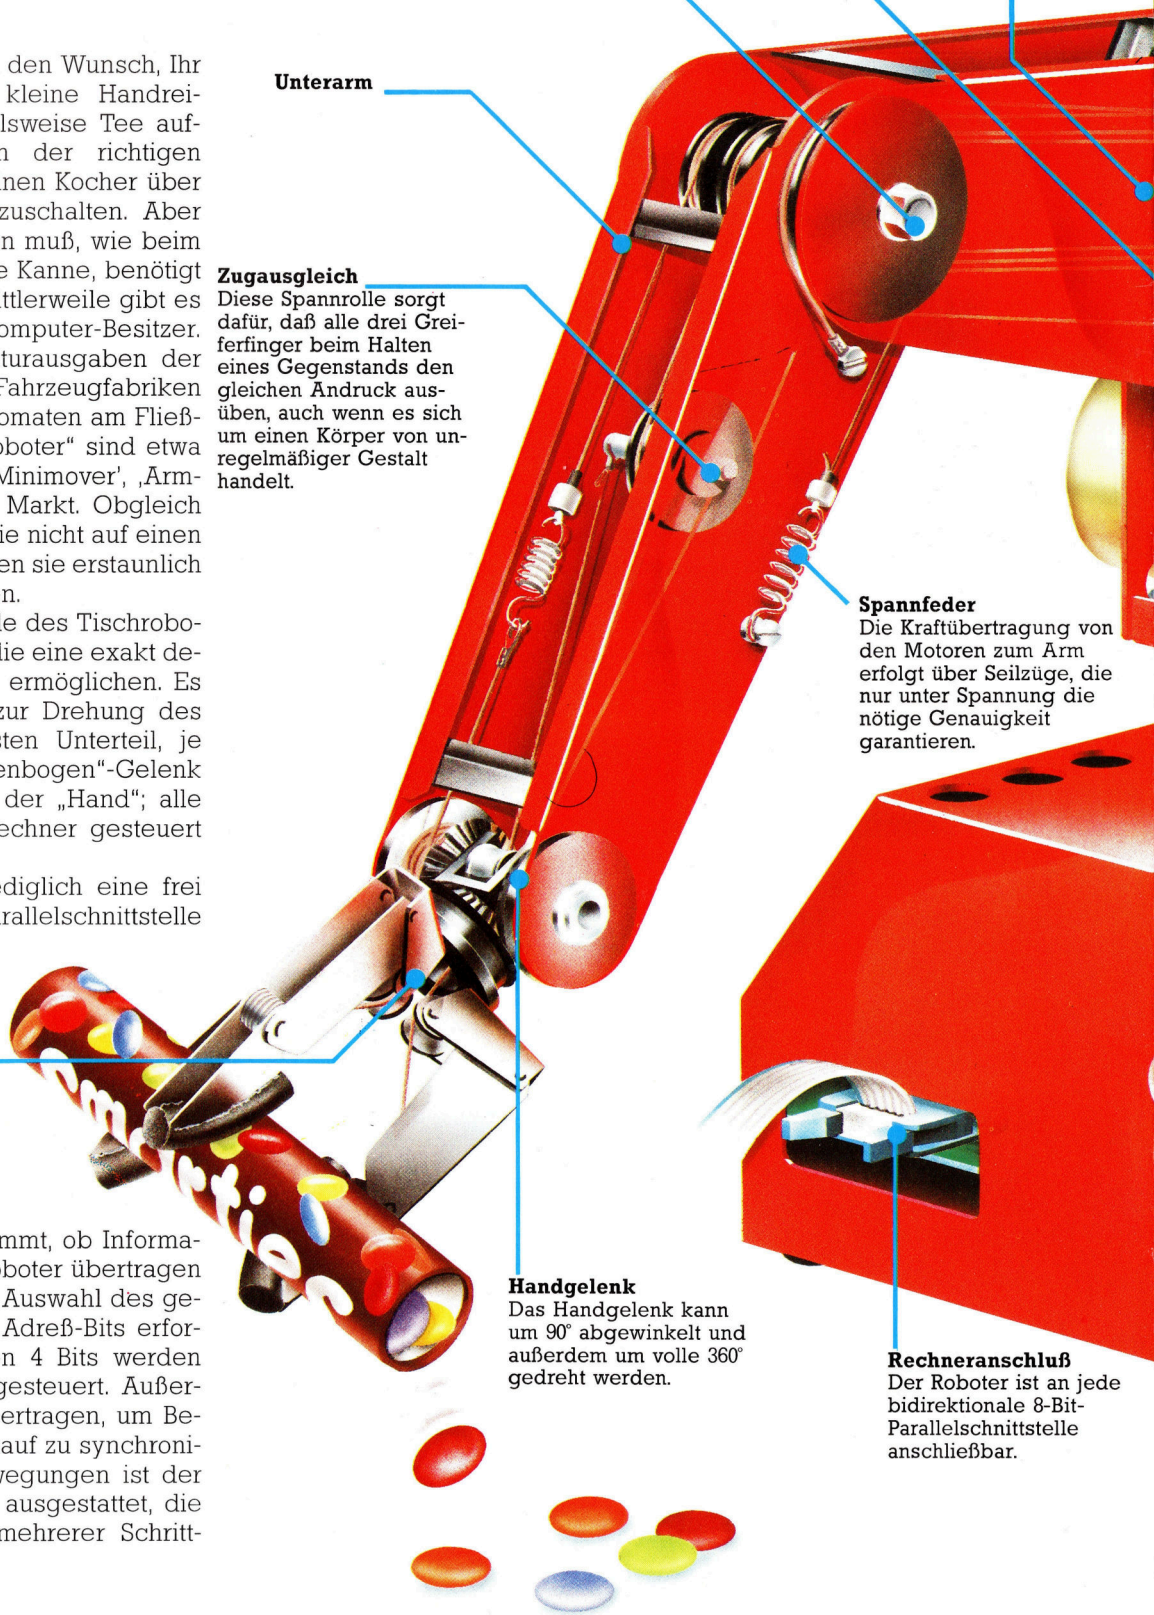 den Wunsch, Ihr
kleine Handrei-
lsweise Tee auf-
der richtigen
nen Kocher über
zuschalten. Aber
n muß, wie beim
e Kanne, benötigt
ttlerweile gibt es
omputer-Besitzer.
turausgaben der
Fahrzeugfabriken
omaten am Fließ-
oboter“ sind etwa
Minimover', ‚Arm-
Markt. Obgleich
ie nicht auf einen
en sie erstaunlich
n.
le des Tischrobo-
lie eine exakt de-
ermöglichen. Es
zur Drehung des
sten Unterteil, je
enbogen“-Gelenk
der „Hand“; alle
echner gesteuert
ediglich eine frei
rallelschnittstelle
mmt, ob Informa-
oboter übertragen
Auswahl des ge-
Adreß-Bits erfor-
n 4 Bits werden
gesteuert. Außer-
ertragen, um Be-
auf zu synchroni-
wegungen ist der
ausgestattet, die
mehrerer Schritt-
Unterarm
Zugausgleich
Diese Spannrolle sorgt
dafür, daß alle drei Grei-
ferfinger beim Halten
eines Gegenstands den
gleichen Andruck aus-
üben, auch wenn es sich
um einen Körper von un-
regelmäßiger Gestalt
handelt.
Spannfeder
Die Kraftübertragung von
den Motoren zum Arm
erfolgt über Seilzüge, die
nur unter Spannung die
nötige Genauigkeit
garantieren.
smarties
Handgelenk
Das Handgelenk kann
um 90° abgewinkelt und
außerdem um volle 360°
gedreht werden.
Rechneranschluß
Der Roboter ist an jede
bidirektionale 8-Bit-
Parallelschnittstelle
anschließbar.